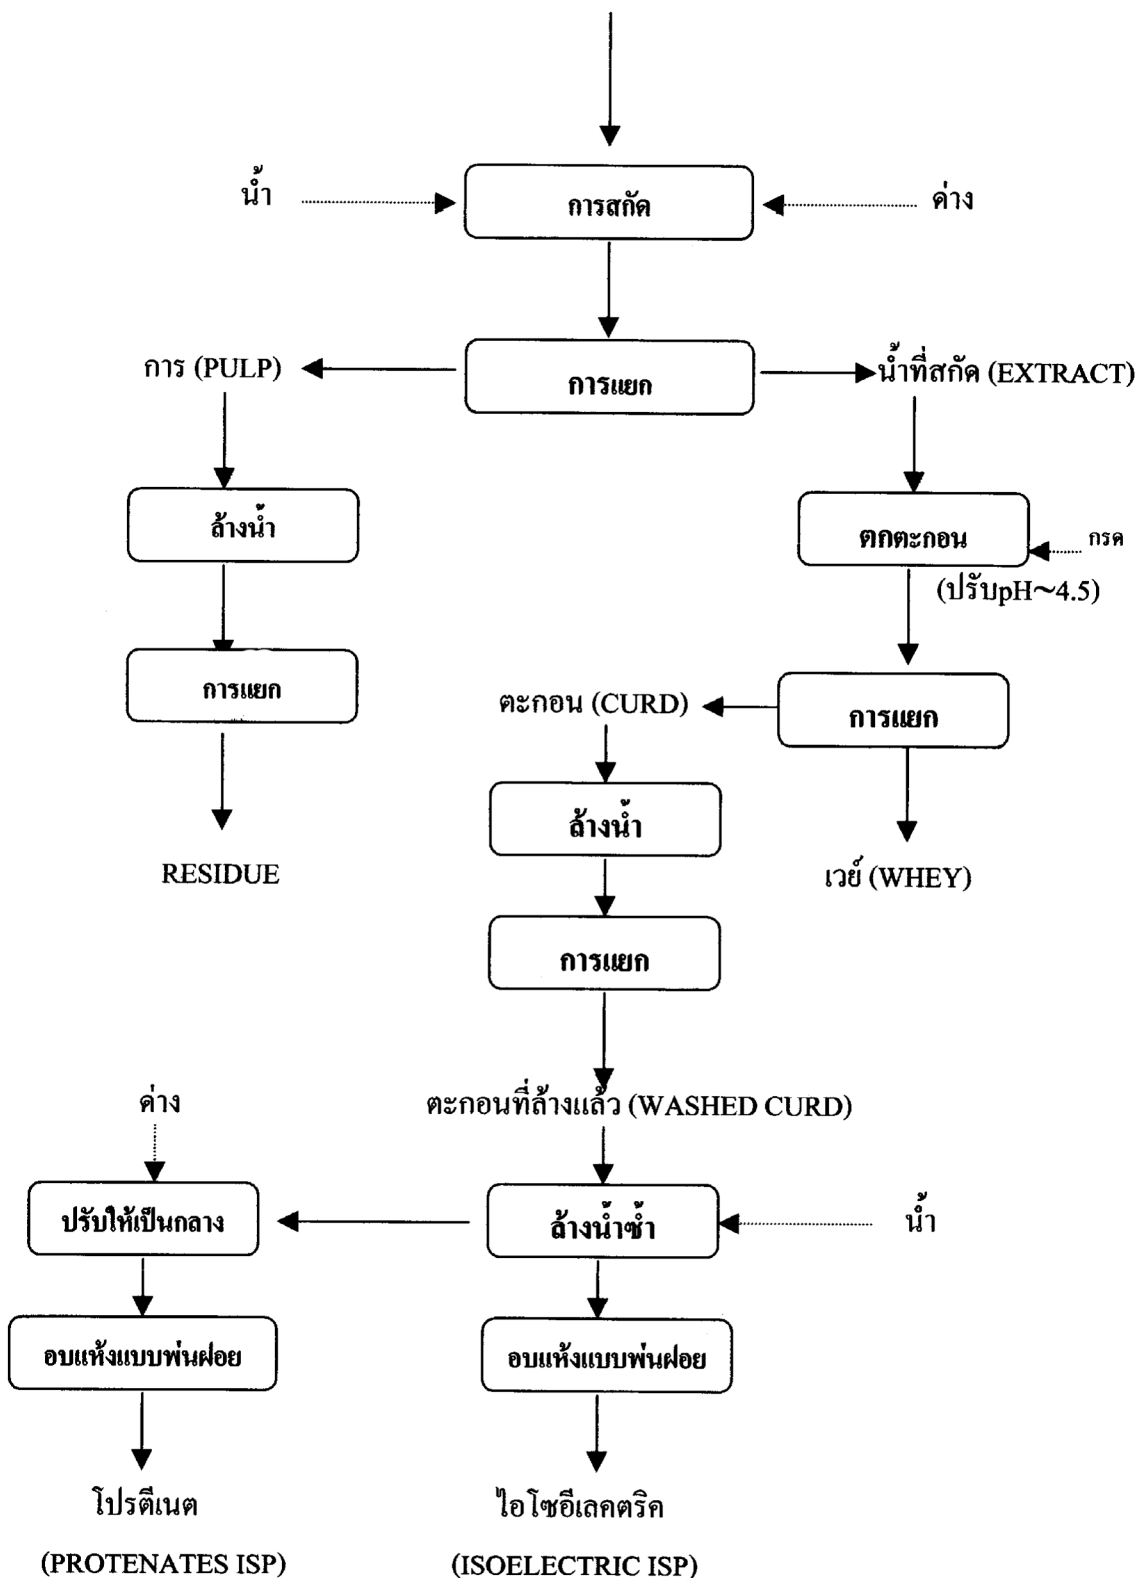 น้ำ
การสกัด
ด่าง
การ (PULP)
การแยก
น้ำที่สกัด (EXTRACT)
ล้างน้ำ
ตกตะกอน
กรด
(ปรับpH~4.5)
การแยก
ตะกอน (CURD)
การแยก
ล้างน้ำ
RESIDUE
เวย์ (WHEY)
การแยก
ด่าง
ตะกอนที่ล้างแล้ว (WASHED CURD)
ปรับให้เป็นกลาง
ล้างน้ำซ้ำ
น้ำ
อบแห้งแบบพ่นฝอย
อบแห้งแบบพ่นฝอย
โปรตีเนต
ไอโซอีเลคตริค
(PROTENATES ISP)
(ISOELECTRIC ISP)